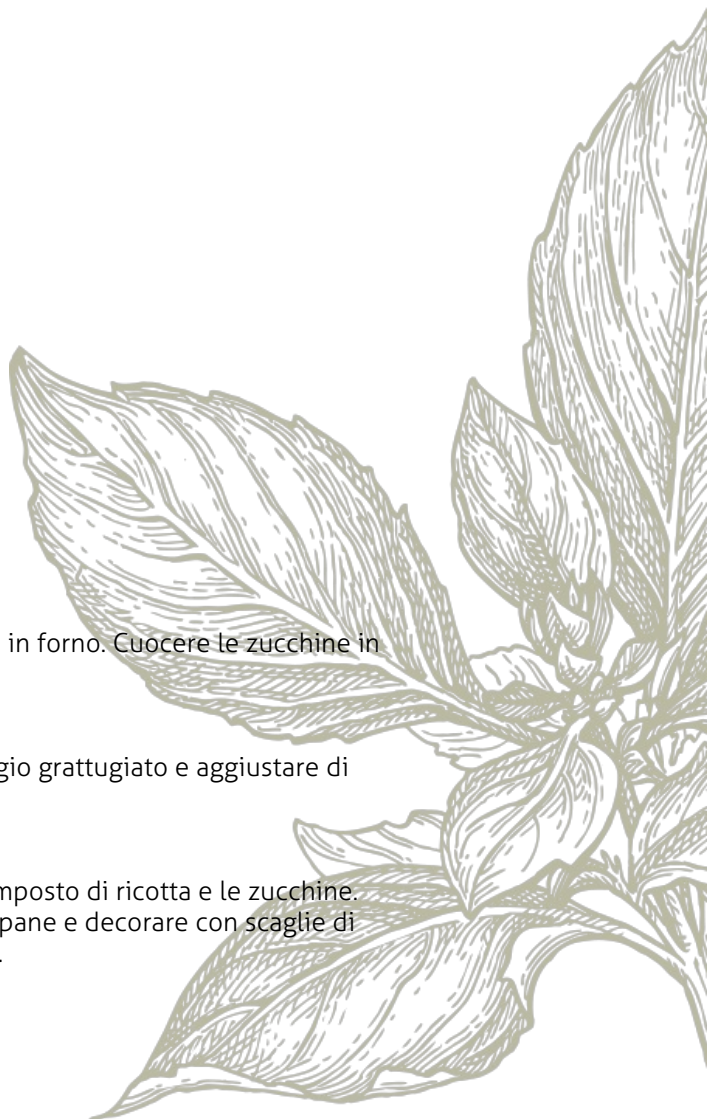 in forno. Cuocere le zucchine in
gio grattugiato e aggiustare di
mposto di ricotta e le zucchine.
pane e decorare con scaglie di
.